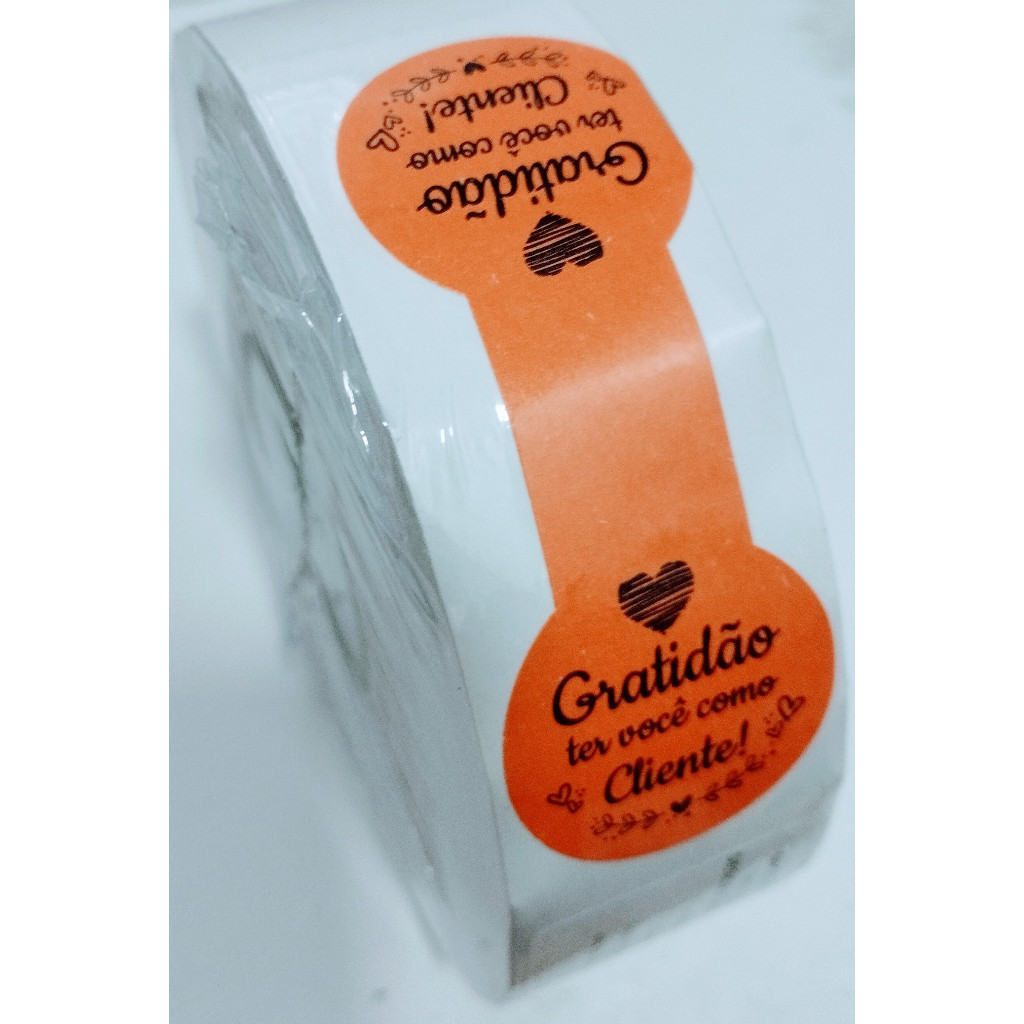 Gratidão
ter você como
Cliente!
Gratidão
ter você como
Cliente!